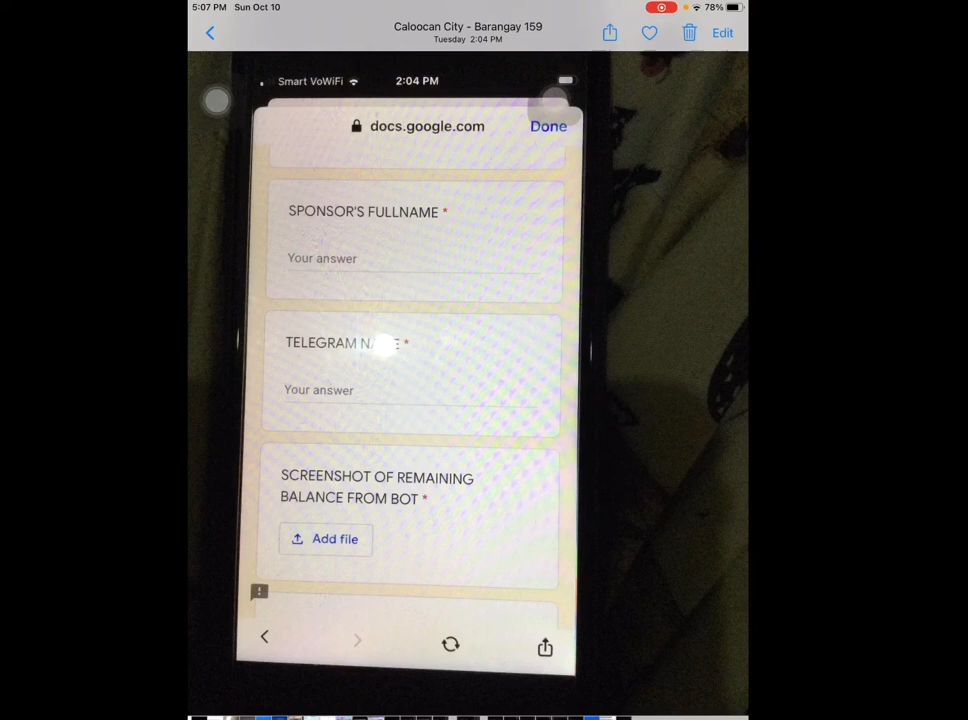 5:07 PM Sun Oct 10 78%
Caloocan City - Barangay 159
Tuesday 2:04 PM
Edit
Smart VoWiFi 2:04 PM
docs.google.com Done
SPONSOR'S FULLNAME *
Your answer
TELEGRAM *
Your answer
SCREENSHOT OF REMAINING
BALANCE FROM BOT *
Add file